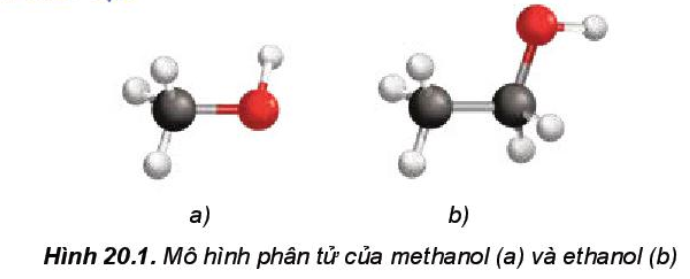 a)
b)
Hình 20.1. Mô hình phân tử của methanol (a) và ethanol (b)